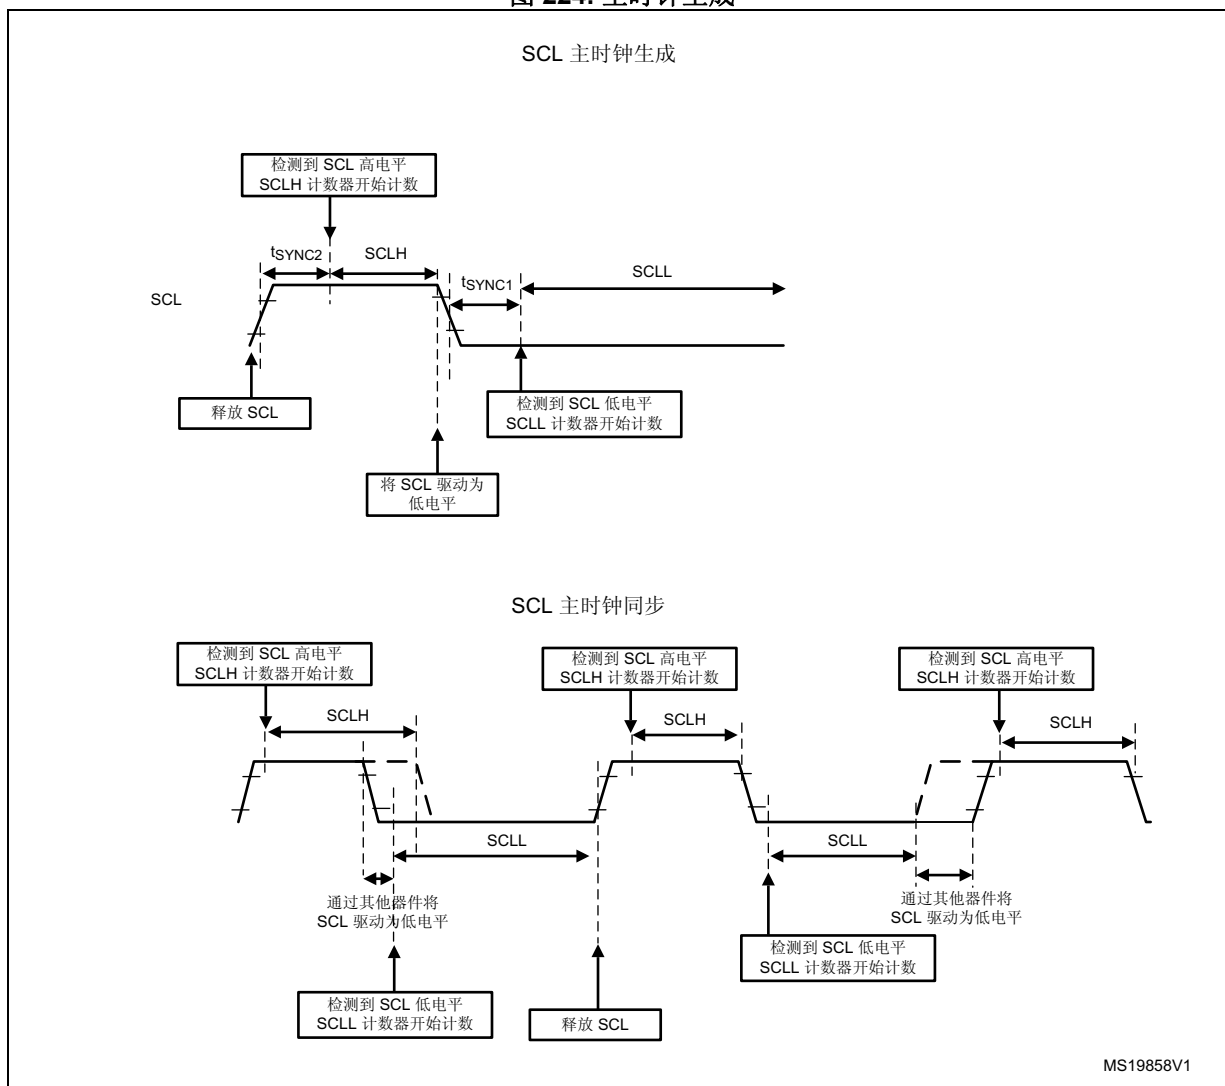 图 224. 主时钟生成
SCL 主时钟生成
检测到 SCL 高电平
SCLH 计数器开始计数
tSYNC2
SCLH
tSYNC1
SCLL
SCL
释放 SCL
检测到 SCL 低电平
SCLL 计数器开始计数
将 SCL 驱动为
低电平
SCL 主时钟同步
检测到 SCL 高电平
SCLH 计数器开始计数
检测到 SCL 高电平
SCLH 计数器开始计数
检测到 SCL 高电平
SCLH 计数器开始计数
SCLH
SCLH
SCLH
SCLL
SCLL
通过其他器件将
SCL 驱动为低电平
通过其他器件将
SCL 驱动为低电平
检测到 SCL 低电平
SCLL 计数器开始计数
检测到 SCL 低电平
SCLL 计数器开始计数
释放 SCL
MS19858V1